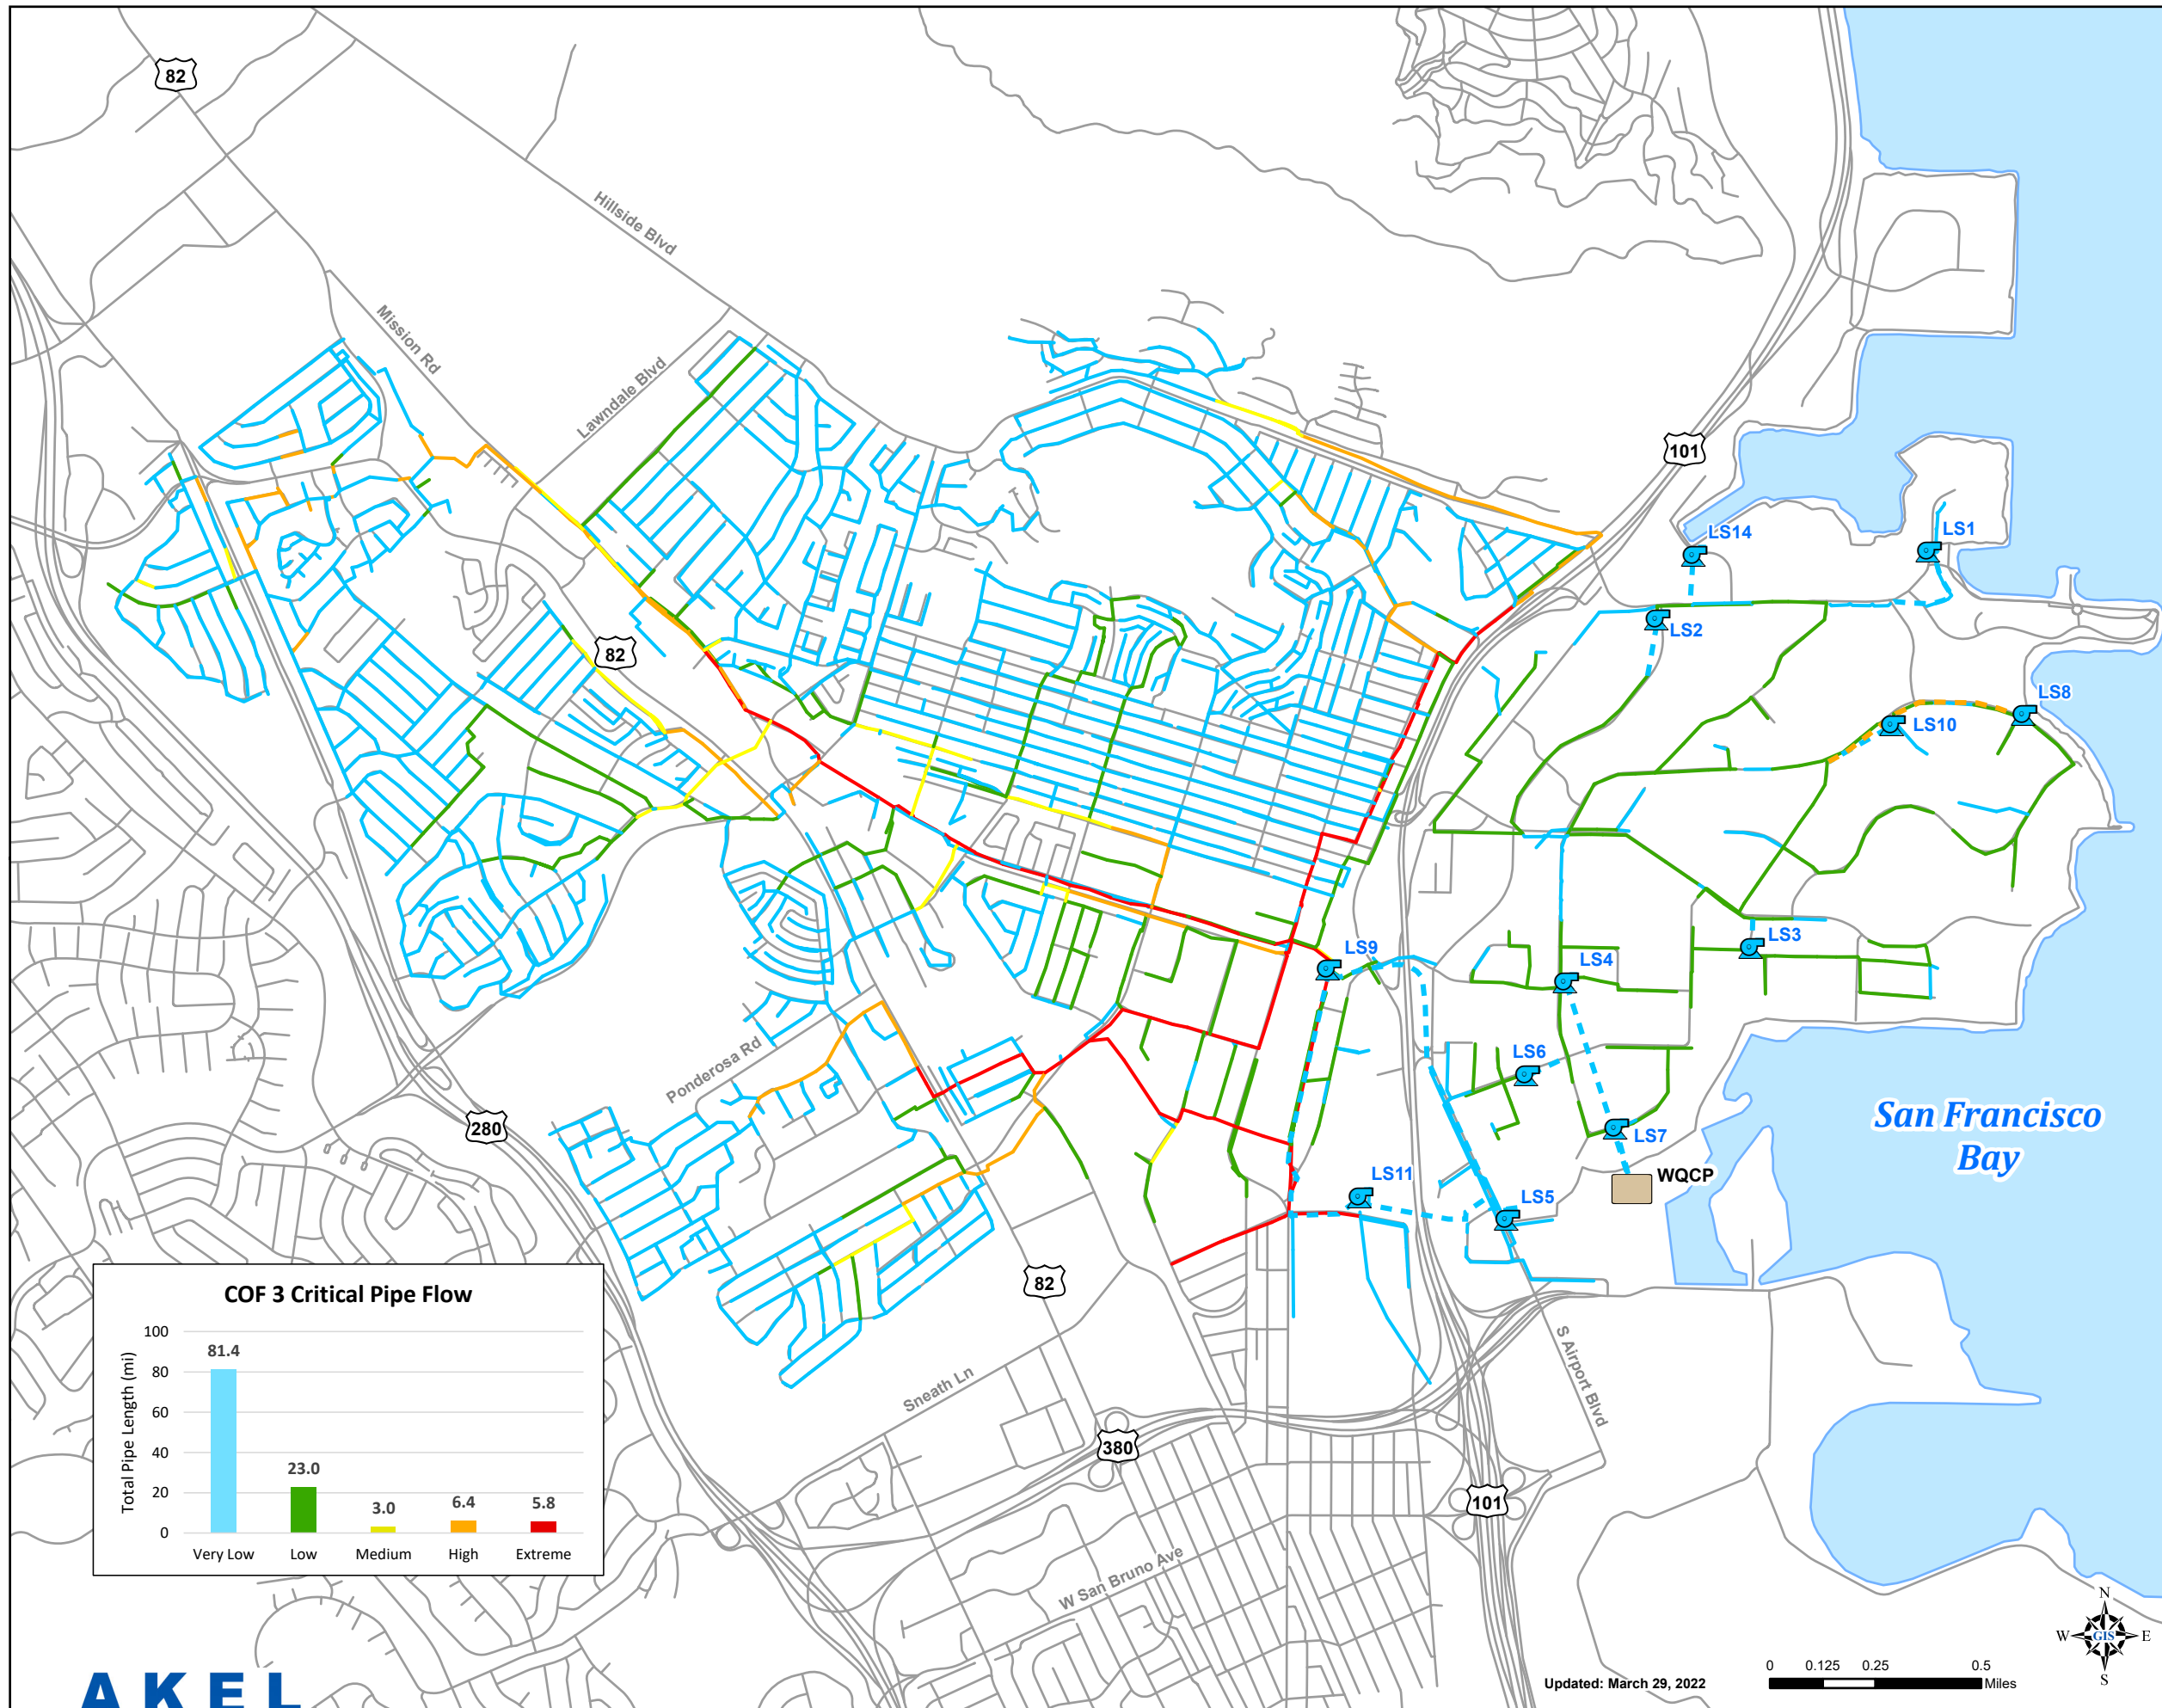 82
Hillside Blvd
Mission Rd
Lawndale Blvd
101
LS14
LS1
LS2
82
LS8
LS10
LS9
LS3
LS4
Ponderosa Rd
LS6
280
San Francisco
Bay
LS7
WQCP
LS11
LS5
82
COF 3 Critical Pipe Flow
Total Pipe Length (mi)
100
80
60
40
20
0
81.4
23.0
3.0
6.4
5.8
Very Low
Low
Medium
High
Extreme
Sneath Ln
S Airport Blvd
380
101
W San Bruno Ave
N
W
GIS
E
S
Updated: March 29, 2022
0 0.125 0.25 0.5
Miles
AKEL